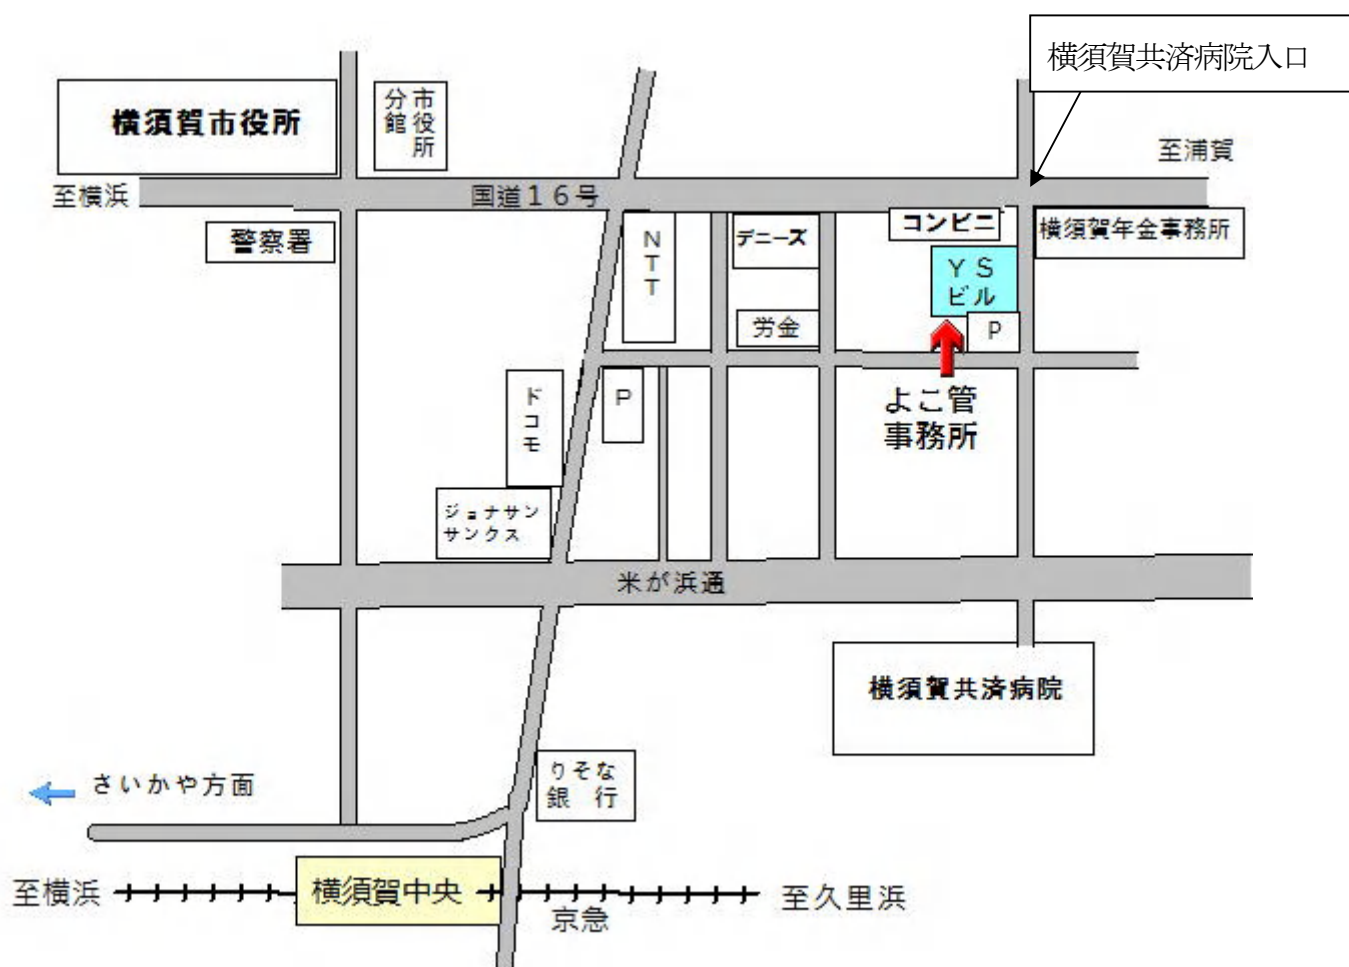 横須賀共済病院入口
横須賀市役所
市役所
分館
至浦賀
至横浜
国道16号
警察署
NTT
デニーズ
コンビニ
横須賀年金事務所
YS
ビル
労金
P
ドコモ
P
よこ管
事務所
ジョナサン
サンクス
米が浜通
横須賀共済病院
りそな
銀 行
さいかや方面
至横浜
横須賀中央
京急
至久里浜